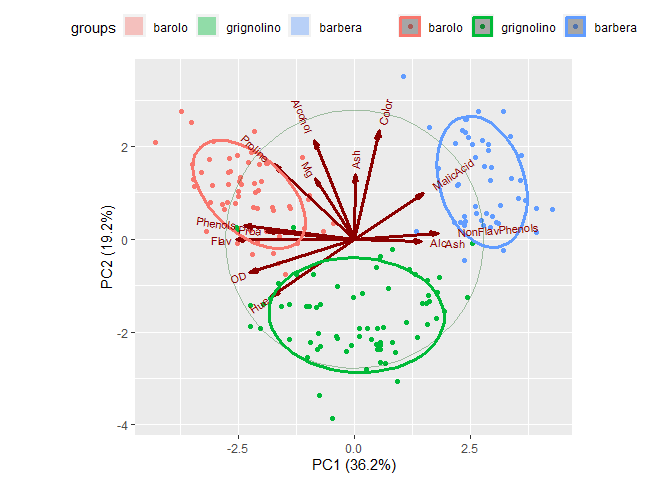 groups barolo grignolino barbera barolo grignolino barbera
Alcohol
Color
Proline
Ash
Mg
MalicAcid
Phenols
Proa
NonFlavPhenols
Flav
AlcAsh
OD
Hue
2
0
-2
-4
PC2 (19.2%)
-2.5 0.0 2.5
PC1 (36.2%)